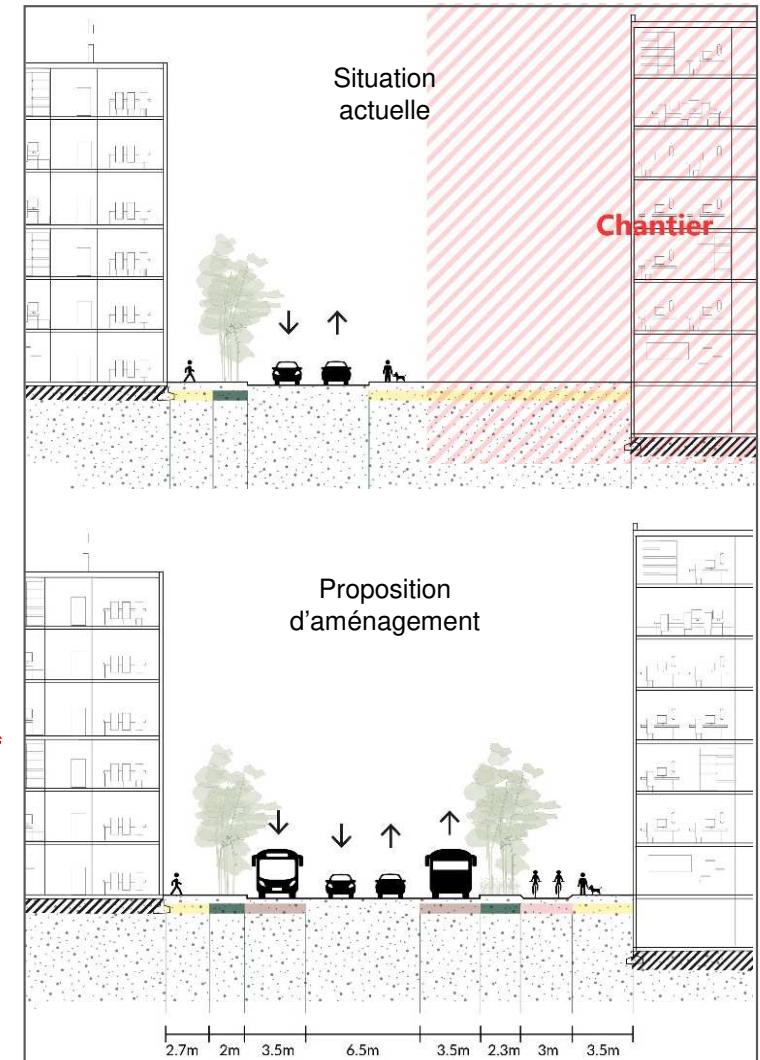 Situation
actuelle
Chantier
Proposition
d’aménagement
2.7m 2m 3.5m 6.5m 3.5m 2.3m 3m 3.5m